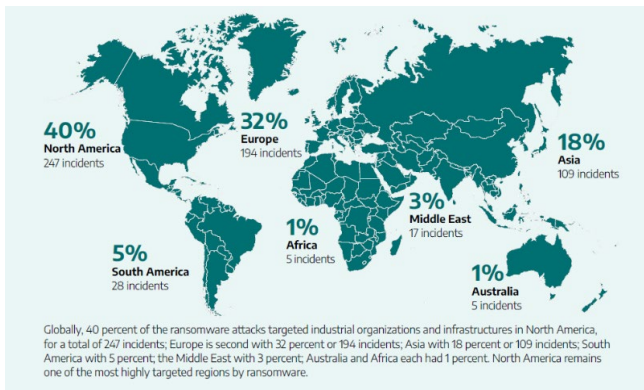 40%
North America
247 incidents
32%
Europe
194 incidents
18%
Asia
109 incidents
3%
Middle East
17 incidents
1%
Africa
5 incidents
5%
South America
28 incidents
1%
Australia
5 incidents
Globally, 40 percent of the ransomware attacks targeted industrial organizations and infrastructures in North America,
for a total of 247 incidents; Europe is second with 32 percent or 194 incidents; Asia with 18 percent or 109 incidents; South
America with 5 percent; the Middle East with 3 percent; Australia and Africa each had 1 percent. North America remains
one of the most highly targeted regions by ransomware.